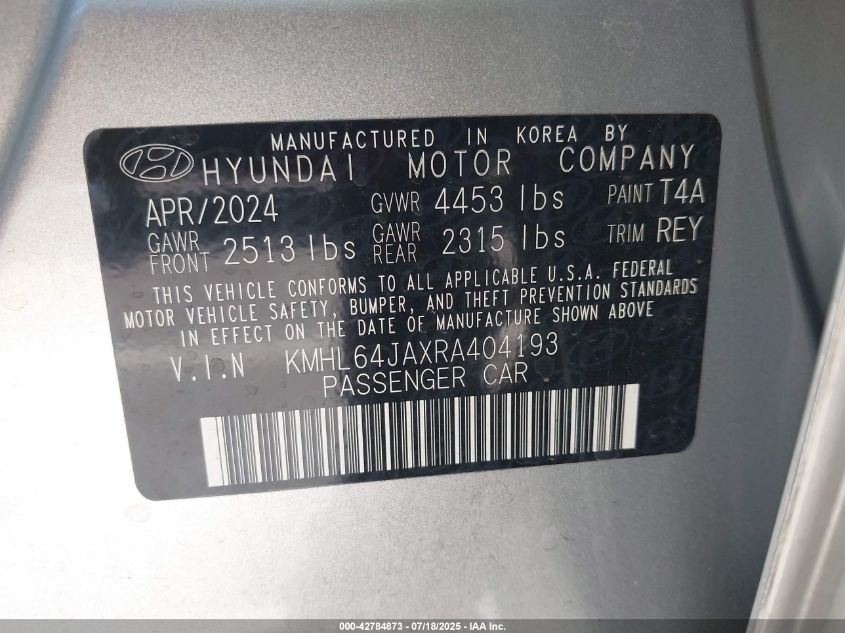 MANUFACTURED IN KOREA BY
HYUNDAI MOTOR COMPANY
APR/2024 GVWR 4453 lbs PAINT T4A
GAWR FRONT 2513 lbs GAWR REAR 2315 lbs TRIM REY
THIS VEHICLE CONFORMS TO ALL APPLICABLE U.S.A. FEDERAL
MOTOR VEHICLE SAFETY, BUMPER, AND THEFT PREVENTION STANDARDS
IN EFFECT ON THE DATE OF MANUFACTURE SHOWN ABOVE
V.I.N KMHL64JAXRA404193
PASSENGER CAR
000-42784873 - 07/18/2025 - IAA Inc.